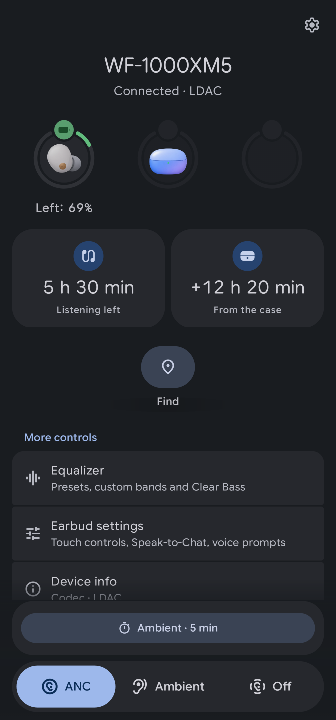 WF-1000XM5
Connected · LDAC
Left: 69%
5 h 30 min
Listening left
+12 h 20 min
From the case
Find
More controls
Equalizer
Presets, custom bands and Clear Bass
Earbud settings
Touch controls, Speak-to-Chat, voice prompts
Device info
Codec · LDAC
Ambient · 5 min
ANC
Ambient
Off